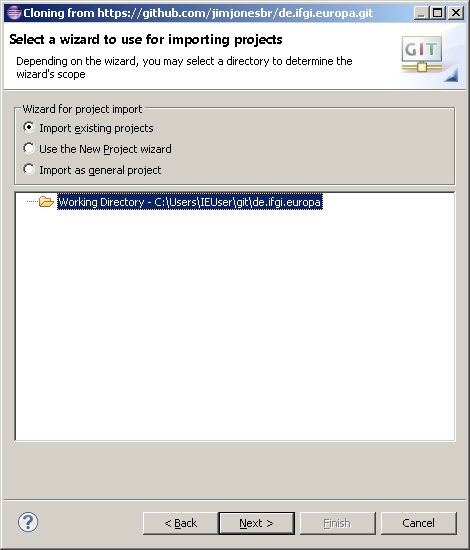 Cloning from https://github.com/jimjonesbr/de.ifgi.europa.git
Select a wizard to use for importing projects
Depending on the wizard, you may select a directory to determine the
wizard's scope
GIT
Wizard for project import
Import existing projects
Use the New Project wizard
Import as general project
Working Directory - C:\Users\IEUser\git\de.ifgi.europa
?
< Back
Next >
Finish
Cancel